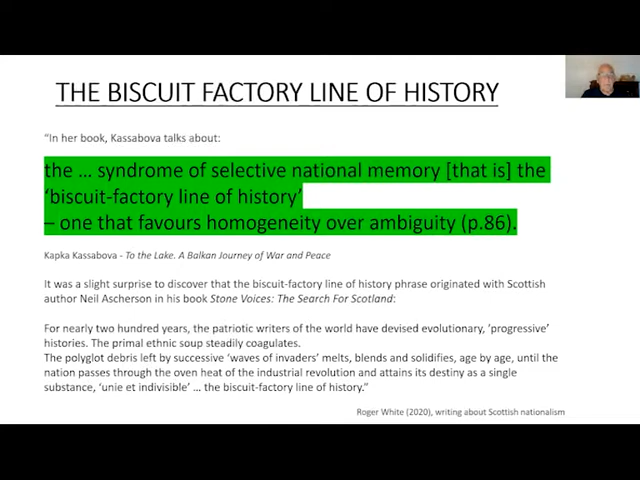 THE BISCUIT FACTORY LINE OF HISTORY
“In her book, Kassabova talks about:
the ... syndrome of selective national memory [that is] the
‘biscuit-factory line of history’
– one that favours homogeneity over ambiguity (p.86).
Kapka Kassabova - To the Lake. A Balkan Journey of War and Peace
It was a slight surprise to discover that the biscuit-factory line of history phrase originated with Scottish
author Neil Ascherson in his book Stone Voices: The Search For Scotland:
For nearly two hundred years, the patriotic writers of the world have devised evolutionary, ‘progressive’
histories. The primal ethnic soup steadily coagulates.
The polyglot debris left by successive ‘waves of invaders’ melts, blends and solidifies, age by age, until the
nation passes through the oven heat of the industrial revolution and attains its destiny as a single
substance, ‘unie et indivisible’ ... the biscuit-factory line of history.”
Roger White (2020), writing about Scottish nationalism